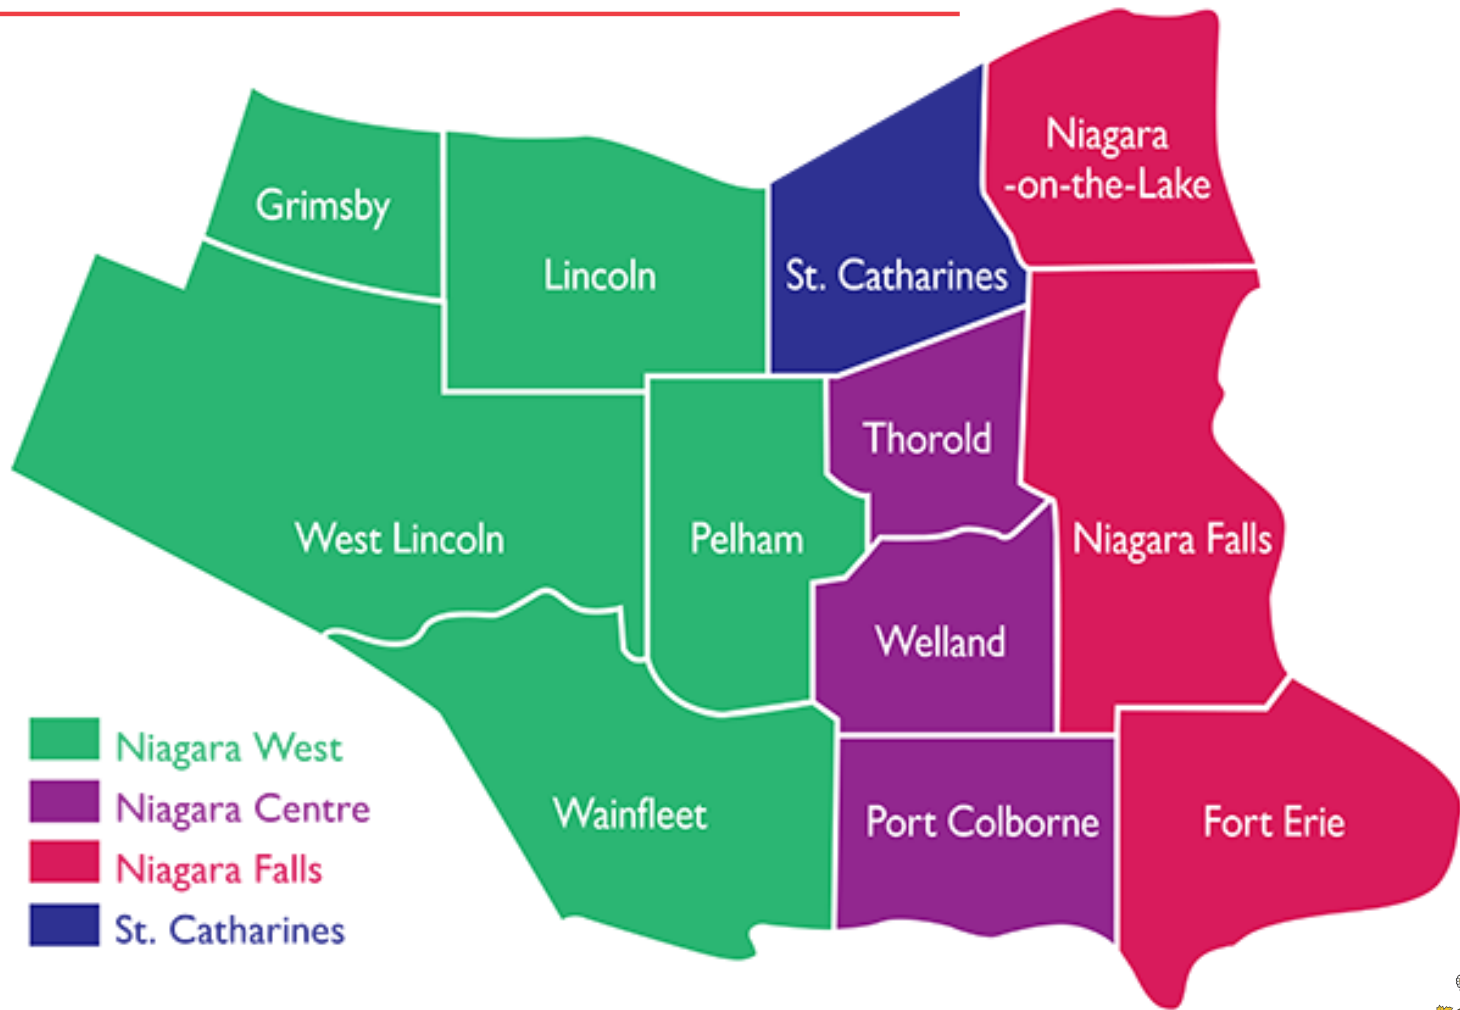 Niagara
-on-the-Lake
Grimsby
Lincoln
St. Catharines
Thorold
West Lincoln
Pelham
Niagara Falls
Welland
Wainfleet
Port Colborne
Fort Erie
Niagara West
Niagara Centre
Niagara Falls
St. Catharines